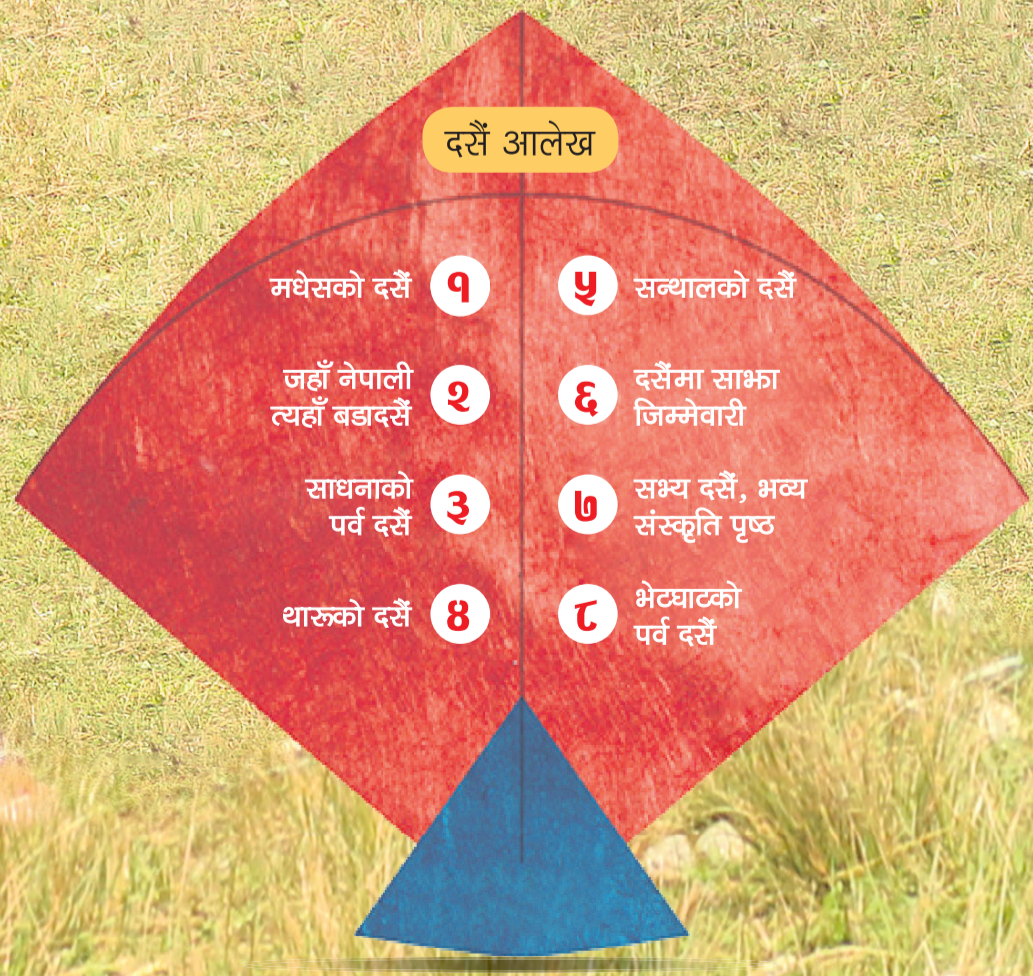 दसैं आलेख
मधेसको दसैं १
जहाँ नेपाली
त्यहाँ बडादसैं २
साधनाको
पर्व दसैं ३
थारूको दसैं ४
५ सन्थालको दसैं
६ दसैंमा साझा
जिम्मेवारी
७ सभ्य दसैं, भव्य
संस्कृति पृष्ठ
८ भेटघाटको
पर्व दसैं